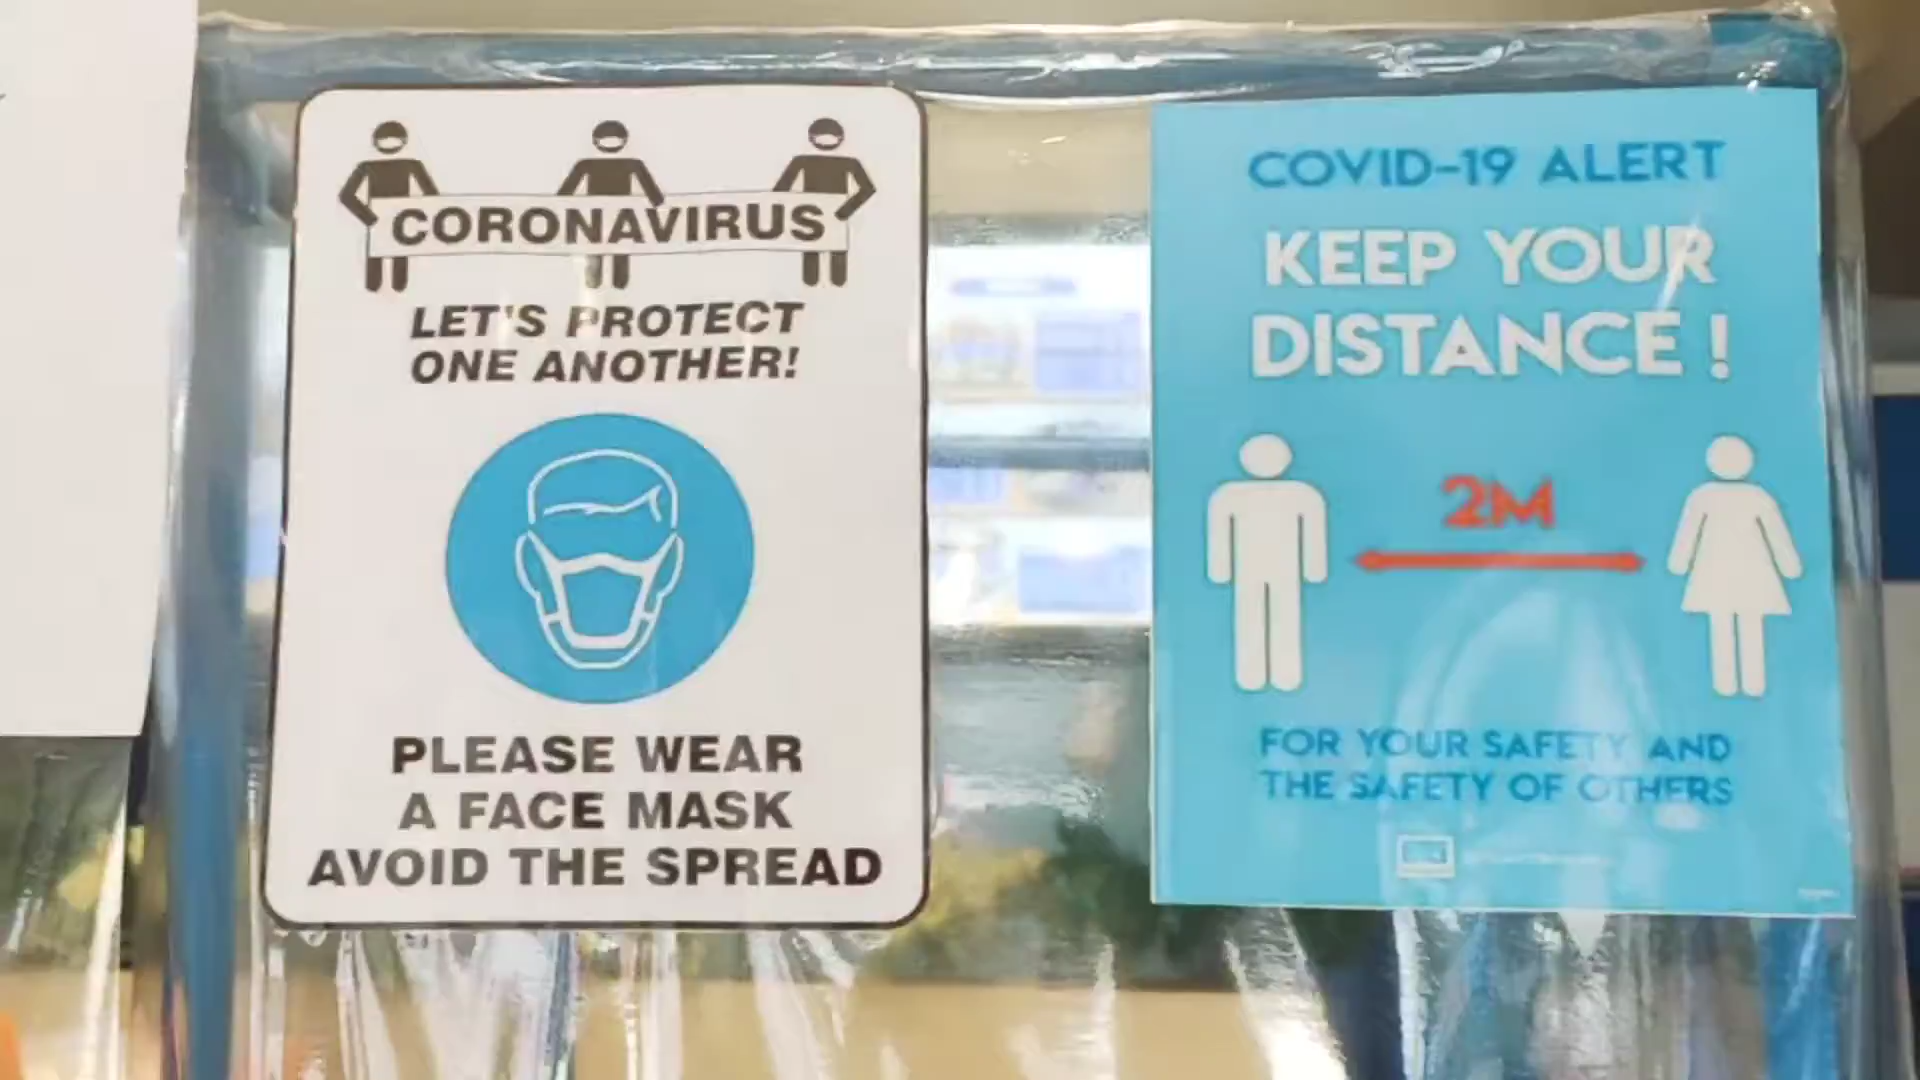 CORONAVIRUS
LET'S PROTECT
ONE ANOTHER!
PLEASE WEAR
A FACE MASK
AVOID THE SPREAD
COVID-19 ALERT
KEEP YOUR
DISTANCE !
2M
FOR YOUR SAFETY AND
THE SAFETY OF OTHERS